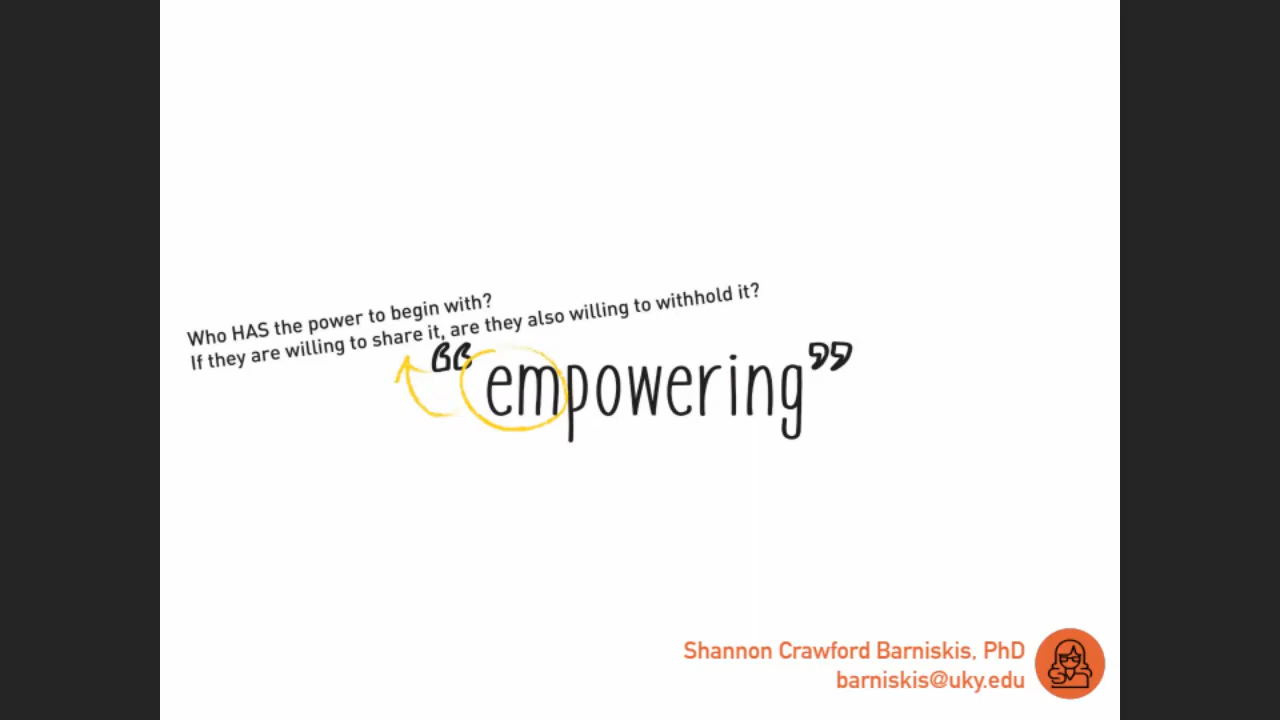 Who HAS the power to begin with?
If they are willing to share it, are they also willing to withhold it?
“empowering”
Shannon Crawford Barniskis, PhD
barniskis@uky.edu